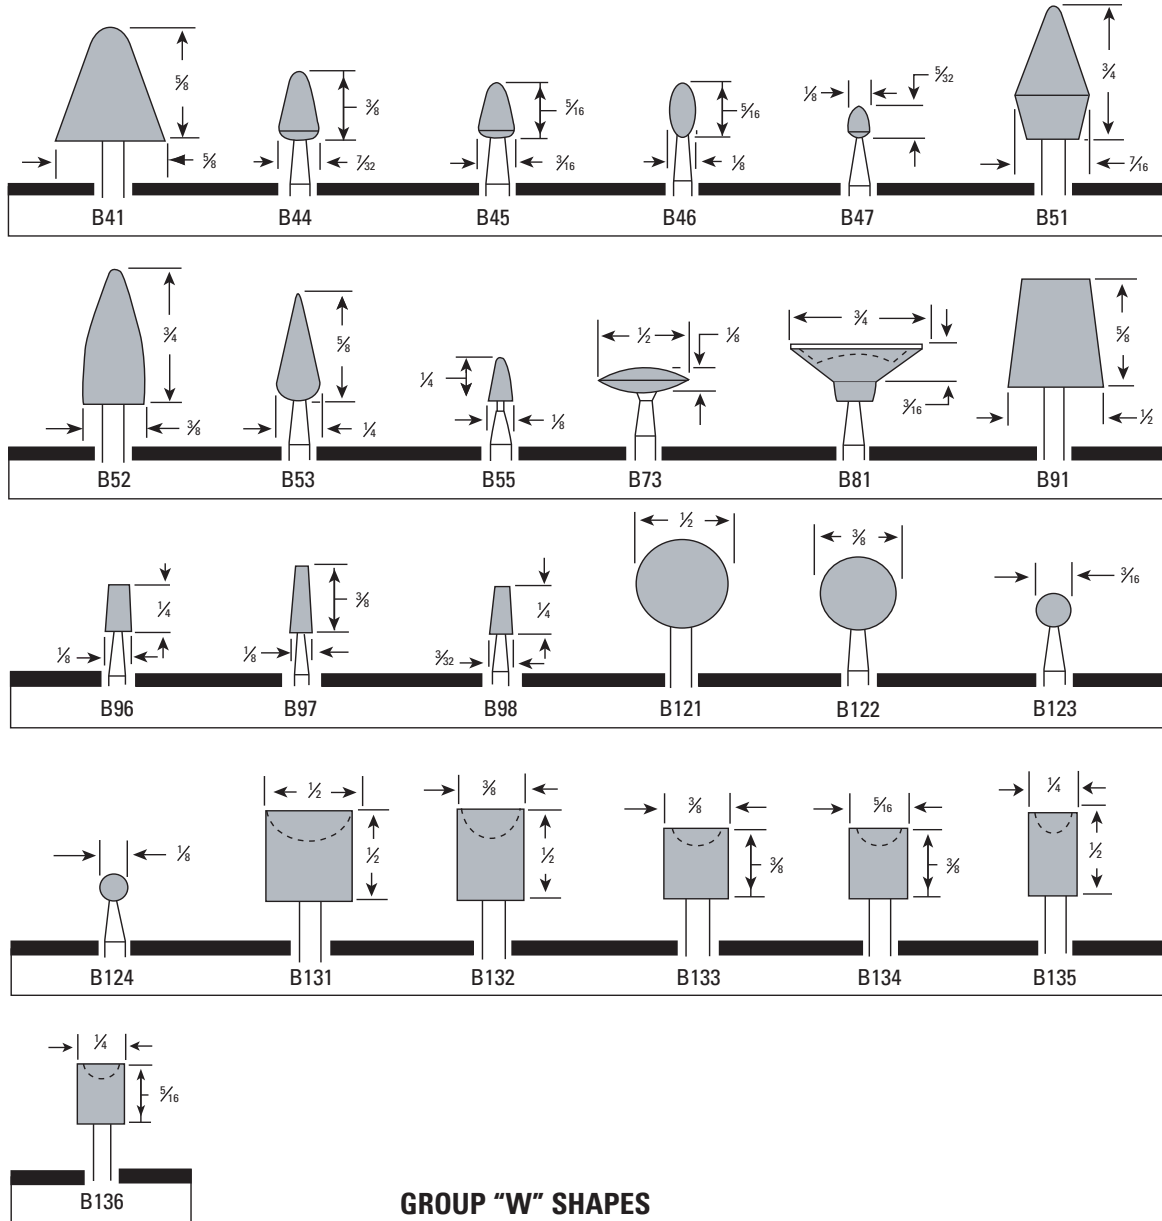 ⅝
⅝
B41
⅜
7/32
B44
5/16
3/16
B45
5/16
⅛
B46
⅛
5/32
B47
¾
7/16
B51
¾
⅜
B52
⅝
¼
B53
¼
⅛
B55
½
⅛
B73
¾
3/16
B81
⅝
½
B91
¼
⅛
B96
⅜
⅛
B97
¼
3/32
B98
½
B121
⅜
B122
3/16
B123
⅛
B124
½
½
B131
⅜
½
B132
⅜
⅜
B133
5/16
⅜
B134
¼
½
B135
¼
5/16
B136
GROUP “W” SHAPES